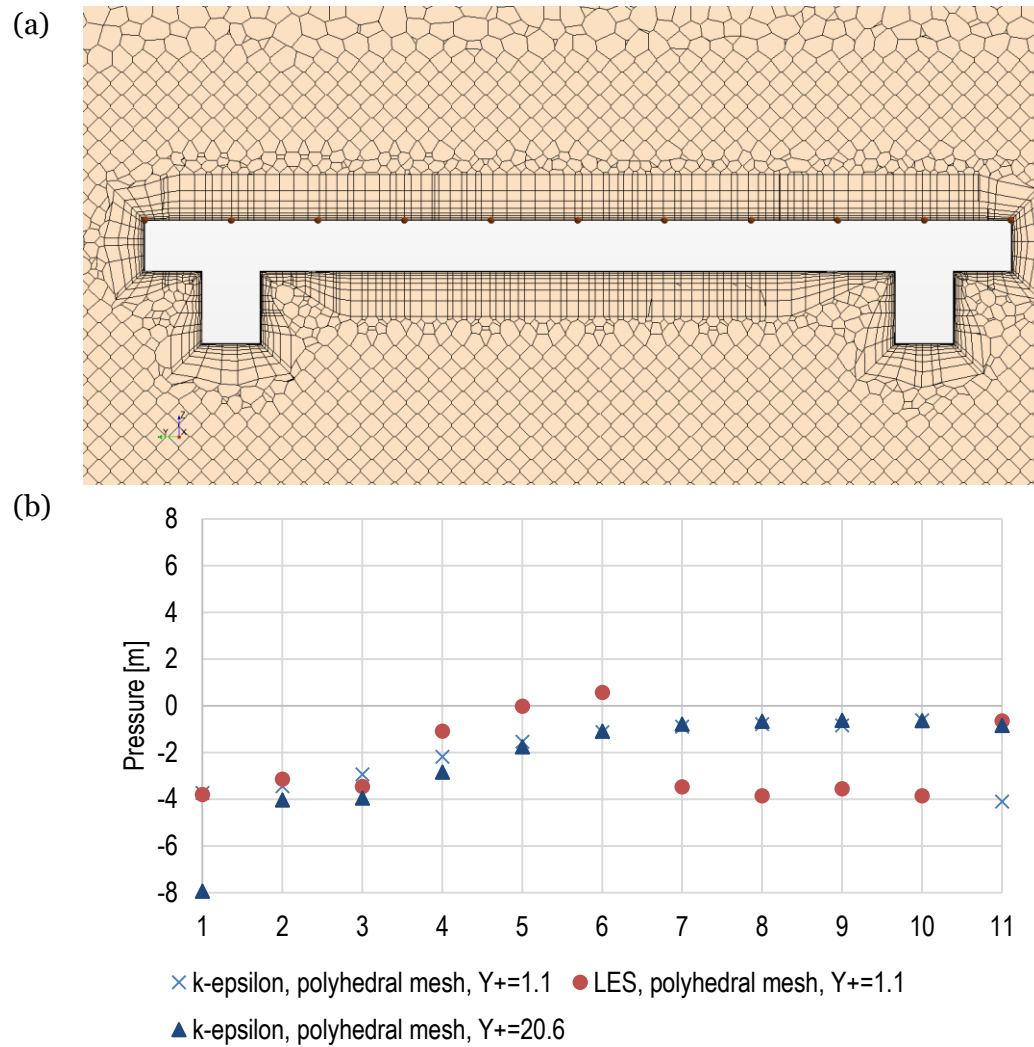 (a)
Z
Y
X
(b)
8
6
4
2
0
-2
-4
-6
-8
Pressure [m]
1 2 3 4 5 6 7 8 9 10 11
k-epsilon, polyhedral mesh, Y+=1.1 LES, polyhedral mesh, Y+=1.1
k-epsilon, polyhedral mesh, Y+=20.6